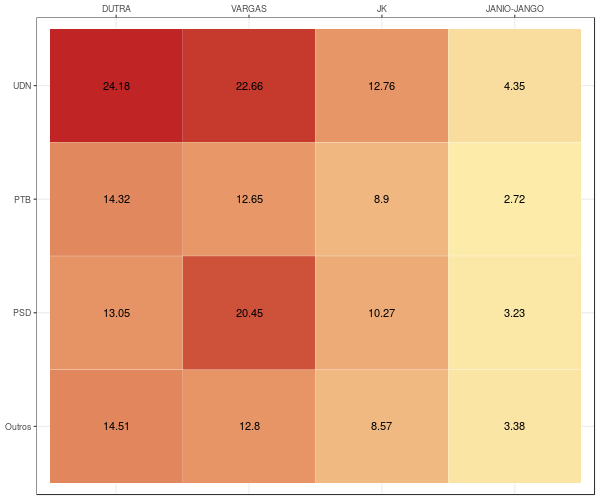 DUTRA VARGAS JK JANIO-JANGO
UDN 24.18 22.66 12.76 4.35
PTB 14.32 12.65 8.9 2.72
PSD 13.05 20.45 10.27 3.23
Outros 14.51 12.8 8.57 3.38